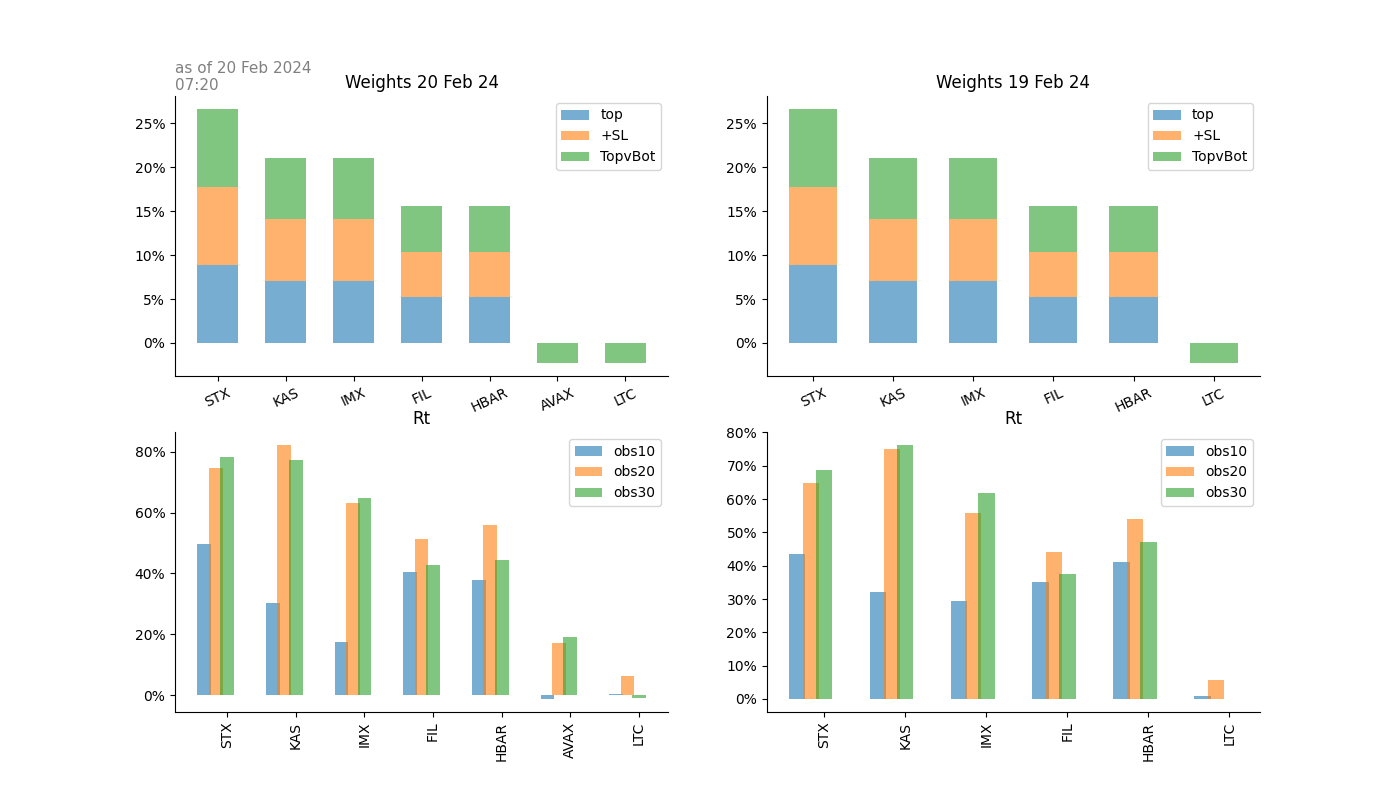 as of 20 Feb 2024
07:20
Weights 20 Feb 24
25%
20%
15%
10%
5%
0%
top
+SL
TopvBot
STX KAS IMX FIL HBAR AVAX LTC
Weights 19 Feb 24
25%
20%
15%
10%
5%
0%
top
+SL
TopvBot
STX KAS IMX FIL HBAR LTC
Rt
80%
60%
40%
20%
0%
obs10
obs20
obs30
STX KAS IMX FIL HBAR AVAX LTC
Rt
80%
70%
60%
50%
40%
30%
20%
10%
0%
obs10
obs20
obs30
STX KAS IMX FIL HBAR LTC